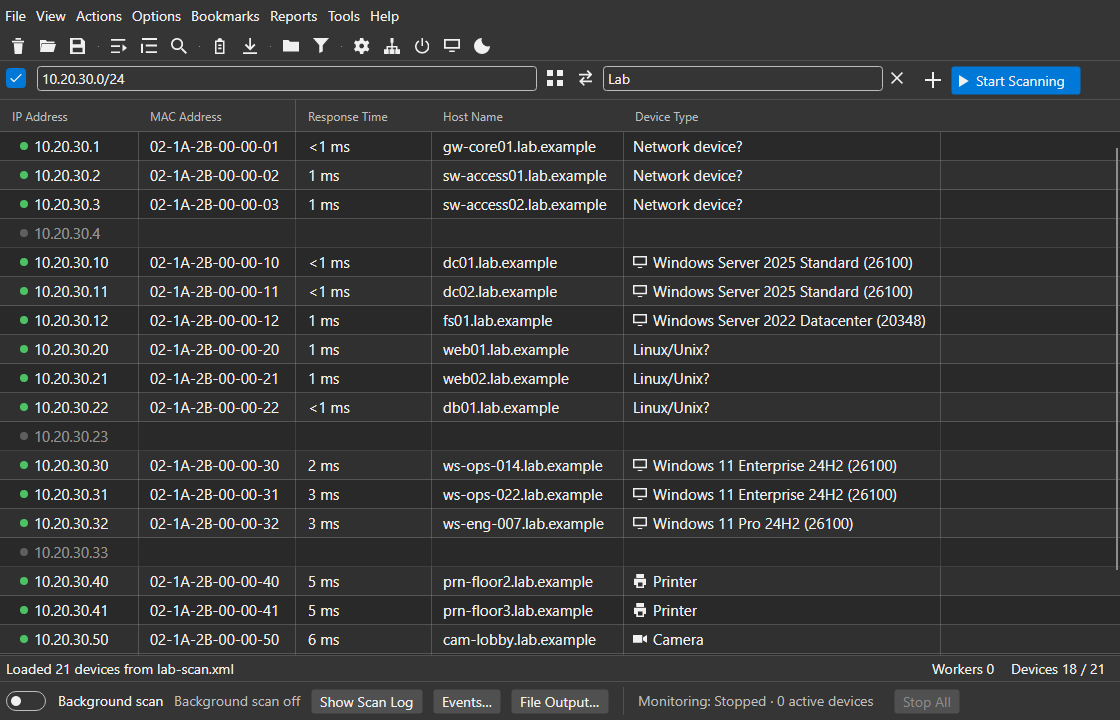 File View Actions Options Bookmarks Reports Tools Help
10.20.30.0/24 Lab Start Scanning
IP Address MAC Address Response Time Host Name Device Type
10.20.30.1 02-1A-2B-00-00-01 <1 ms gw-core01.lab.example Network device?
10.20.30.2 02-1A-2B-00-00-02 1 ms sw-access01.lab.example Network device?
10.20.30.3 02-1A-2B-00-00-03 1 ms sw-access02.lab.example Network device?
10.20.30.4
10.20.30.10 02-1A-2B-00-00-10 <1 ms dc01.lab.example Windows Server 2025 Standard (26100)
10.20.30.11 02-1A-2B-00-00-11 <1 ms dc02.lab.example Windows Server 2025 Standard (26100)
10.20.30.12 02-1A-2B-00-00-12 1 ms fs01.lab.example Windows Server 2022 Datacenter (20348)
10.20.30.20 02-1A-2B-00-00-20 1 ms web01.lab.example Linux/Unix?
10.20.30.21 02-1A-2B-00-00-21 1 ms web02.lab.example Linux/Unix?
10.20.30.22 02-1A-2B-00-00-22 <1 ms db01.lab.example Linux/Unix?
10.20.30.23
10.20.30.30 02-1A-2B-00-00-30 2 ms ws-ops-014.lab.example Windows 11 Enterprise 24H2 (26100)
10.20.30.31 02-1A-2B-00-00-31 3 ms ws-ops-022.lab.example Windows 11 Enterprise 24H2 (26100)
10.20.30.32 02-1A-2B-00-00-32 3 ms ws-eng-007.lab.example Windows 11 Pro 24H2 (26100)
10.20.30.33
10.20.30.40 02-1A-2B-00-00-40 5 ms prn-floor2.lab.example Printer
10.20.30.41 02-1A-2B-00-00-41 5 ms prn-floor3.lab.example Printer
10.20.30.50 02-1A-2B-00-00-50 6 ms cam-lobby.lab.example Camera
Loaded 21 devices from lab-scan.xml Workers 0 Devices 18 / 21
Background scan Background scan off Show Scan Log Events... File Output... Monitoring: Stopped · 0 active devices Stop All